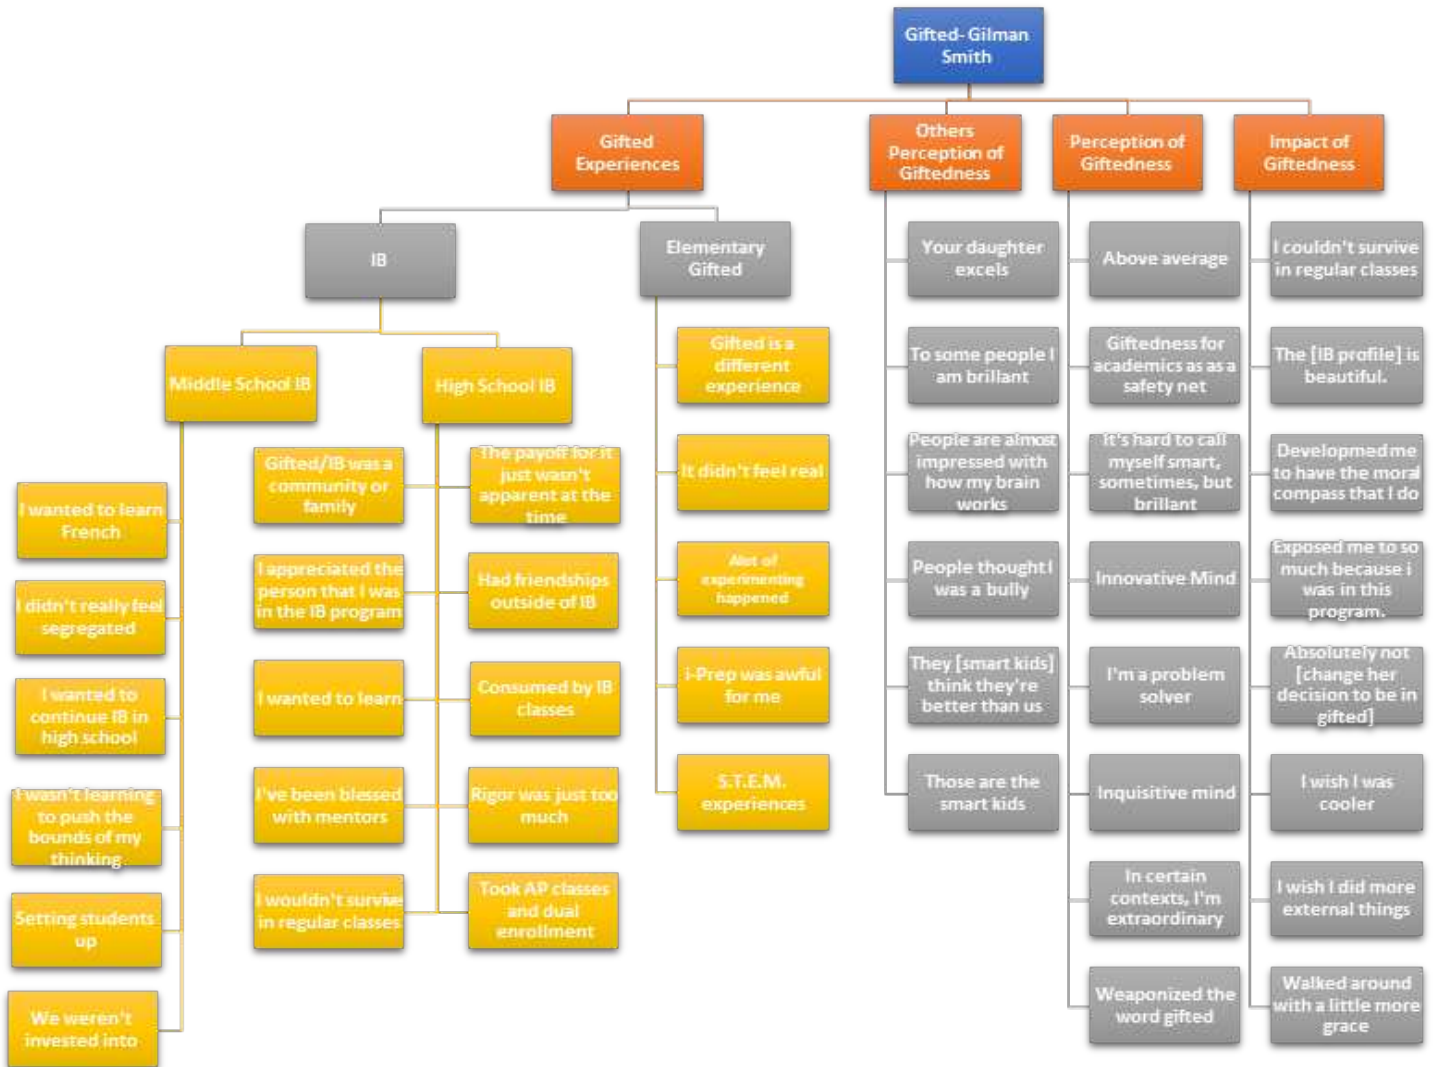 Gifted- Gilman
Smith
Gifted
Experiences
Others
Perception of
Giftedness
Perception of
Giftedness
Impact of
Giftedness
IB
Elementary
Gifted
Middle School IB
High School IB
I wanted to learn
French
I didn't really feel
segregated
I wanted to
continue IB in
high school
I wasn't learning
to push the
bounds of my
thinking
Setting students
up
We weren't
invested into
Gifted/IB was a
community or
family
I appreciated the
person that I was
in the IB program
I wanted to learn
I've been blessed
with mentors
I wouldn't survive
in regular classes
The payoff for it
just wasn't
apparent at the
time
Had friendships
outside of IB
Consumed by IB
classes
Rigor was just too
much
Took AP classes
and dual
enrollment
Gifted is a
different
experience
It didn't feel real
Alot of
experimenting
happened
i-Prep was awful
for me
S.T.E.M.
experiences
Your daughter
excels
To some people I
am brillant
People are almost
impressed with
how my brain
works
People thought I
was a bully
They [smart kids]
think they're
better than us
Those are the
smart kids
Above average
Giftedness for
academics as as a
safety net
It's hard to call
myself smart,
sometimes, but
brillant
Innovative Mind
I'm a problem
solver
Inquisitive mind
In certain
contexts, I'm
extraordinary
Weaponized the
word gifted
I couldn't survive
in regular classes
The [IB profile] is
beautiful.
Developmed me
to have the moral
compass that I do
Exposed me to so
much because i
was in this
program.
Absolutely not
[change her
decision to be in
gifted]
I wish I was
cooler
I wish I did more
external things
Walked around
with a little more
grace